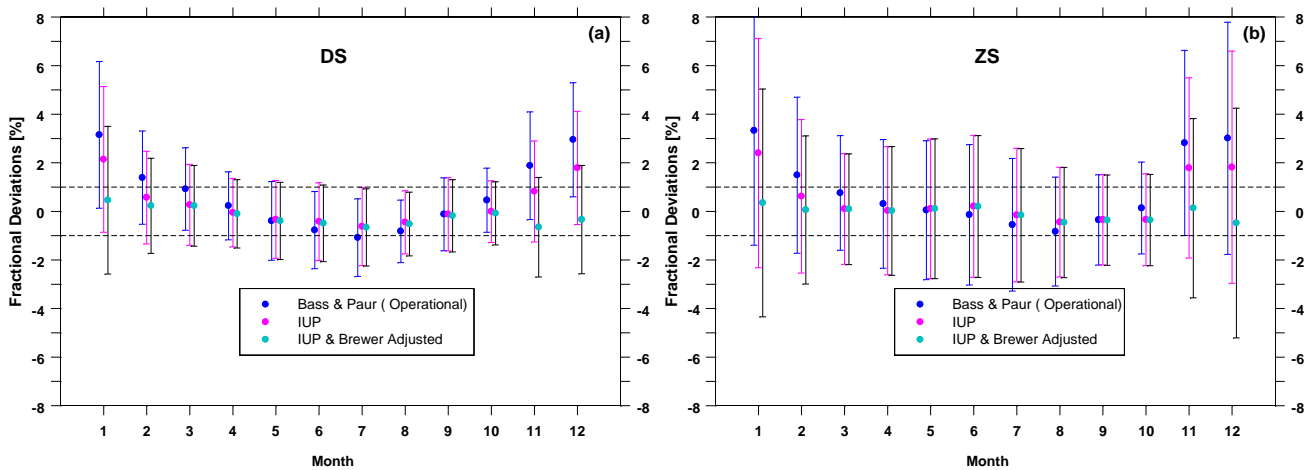 8 8 8 8
(a) (b)
DS ZS
6 6 6 6
4 4 4 4
2 2 2 2
0 0 0 0
-2 -2 -2 -2
-4 -4 -4 -4
-6 -6 -6 -6
-8 -8 -8 -8
Fractional Deviations [%]
Fractional Deviations [%]
Bass & Paur ( Operational)
IUP
IUP & Brewer Adjusted
Bass & Paur ( Operational)
IUP
IUP & Brewer Adjusted
1 2 3 4 5 6 7 8 9 10 11 12
1 2 3 4 5 6 7 8 9 10 11 12
Month
Month